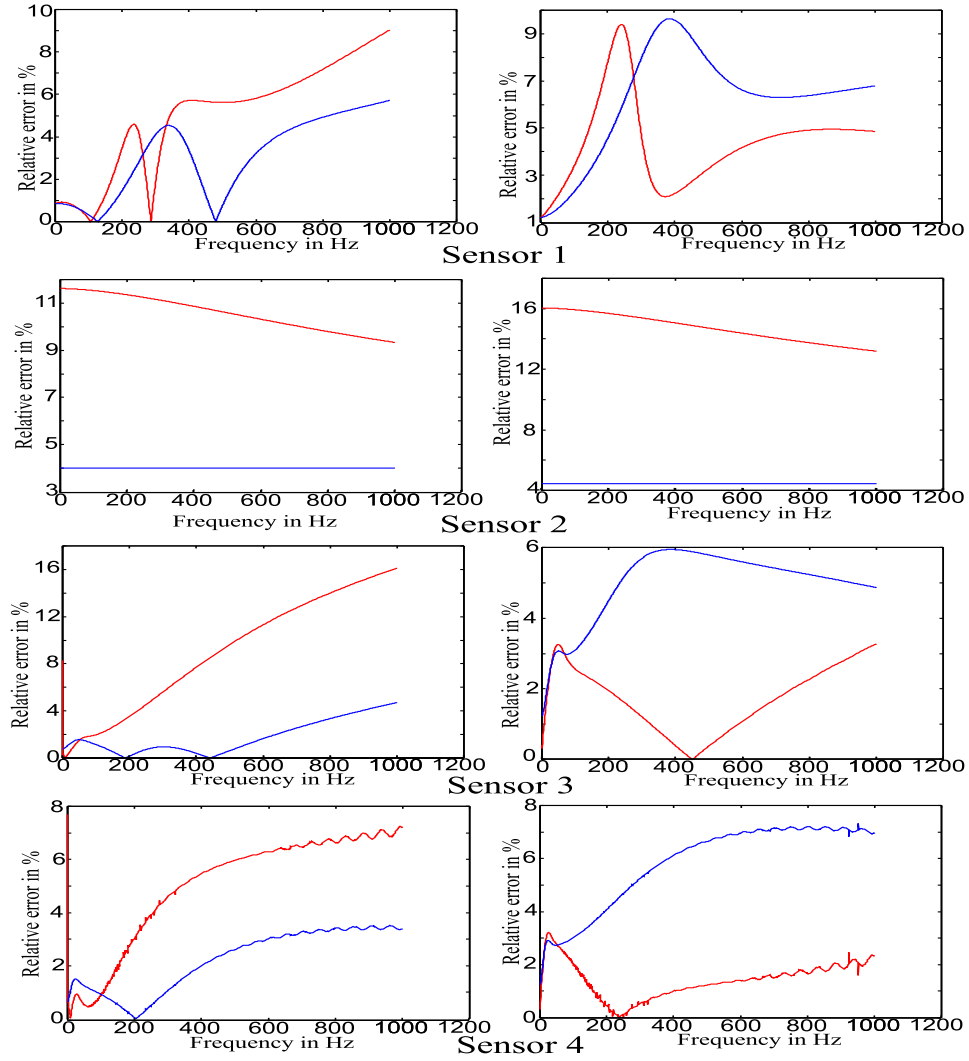 10
8
6
4
2
0
Relative error in %
0 200 400 600 800 1000 1200
Frequency in Hz
9
7
5
3
1
Relative error in %
0 200 400 600 800 1000 1200
Frequency in Hz
Sensor 1
11
9
7
5
4
3
Relative error in %
0 200 400 600 800 1000 1200
Frequency in Hz
16
14
12
8
4
Relative error in %
0 200 400 600 800 1000 1200
Frequency in Hz
Sensor 2
16
12
8
4
0
Relative error in %
0 200 400 600 800 1000 1200
Frequency in Hz
6
4
2
0
Relative error in %
0 200 400 600 800 1000 1200
Frequency in Hz
Sensor 3
8
6
4
2
0
Relative error in %
0 200 400 600 800 1000 1200
Frequency in Hz
8
6
4
2
0
Relative error in %
0 200 400 600 800 1000 1200
Frequency in Hz
Sensor 4